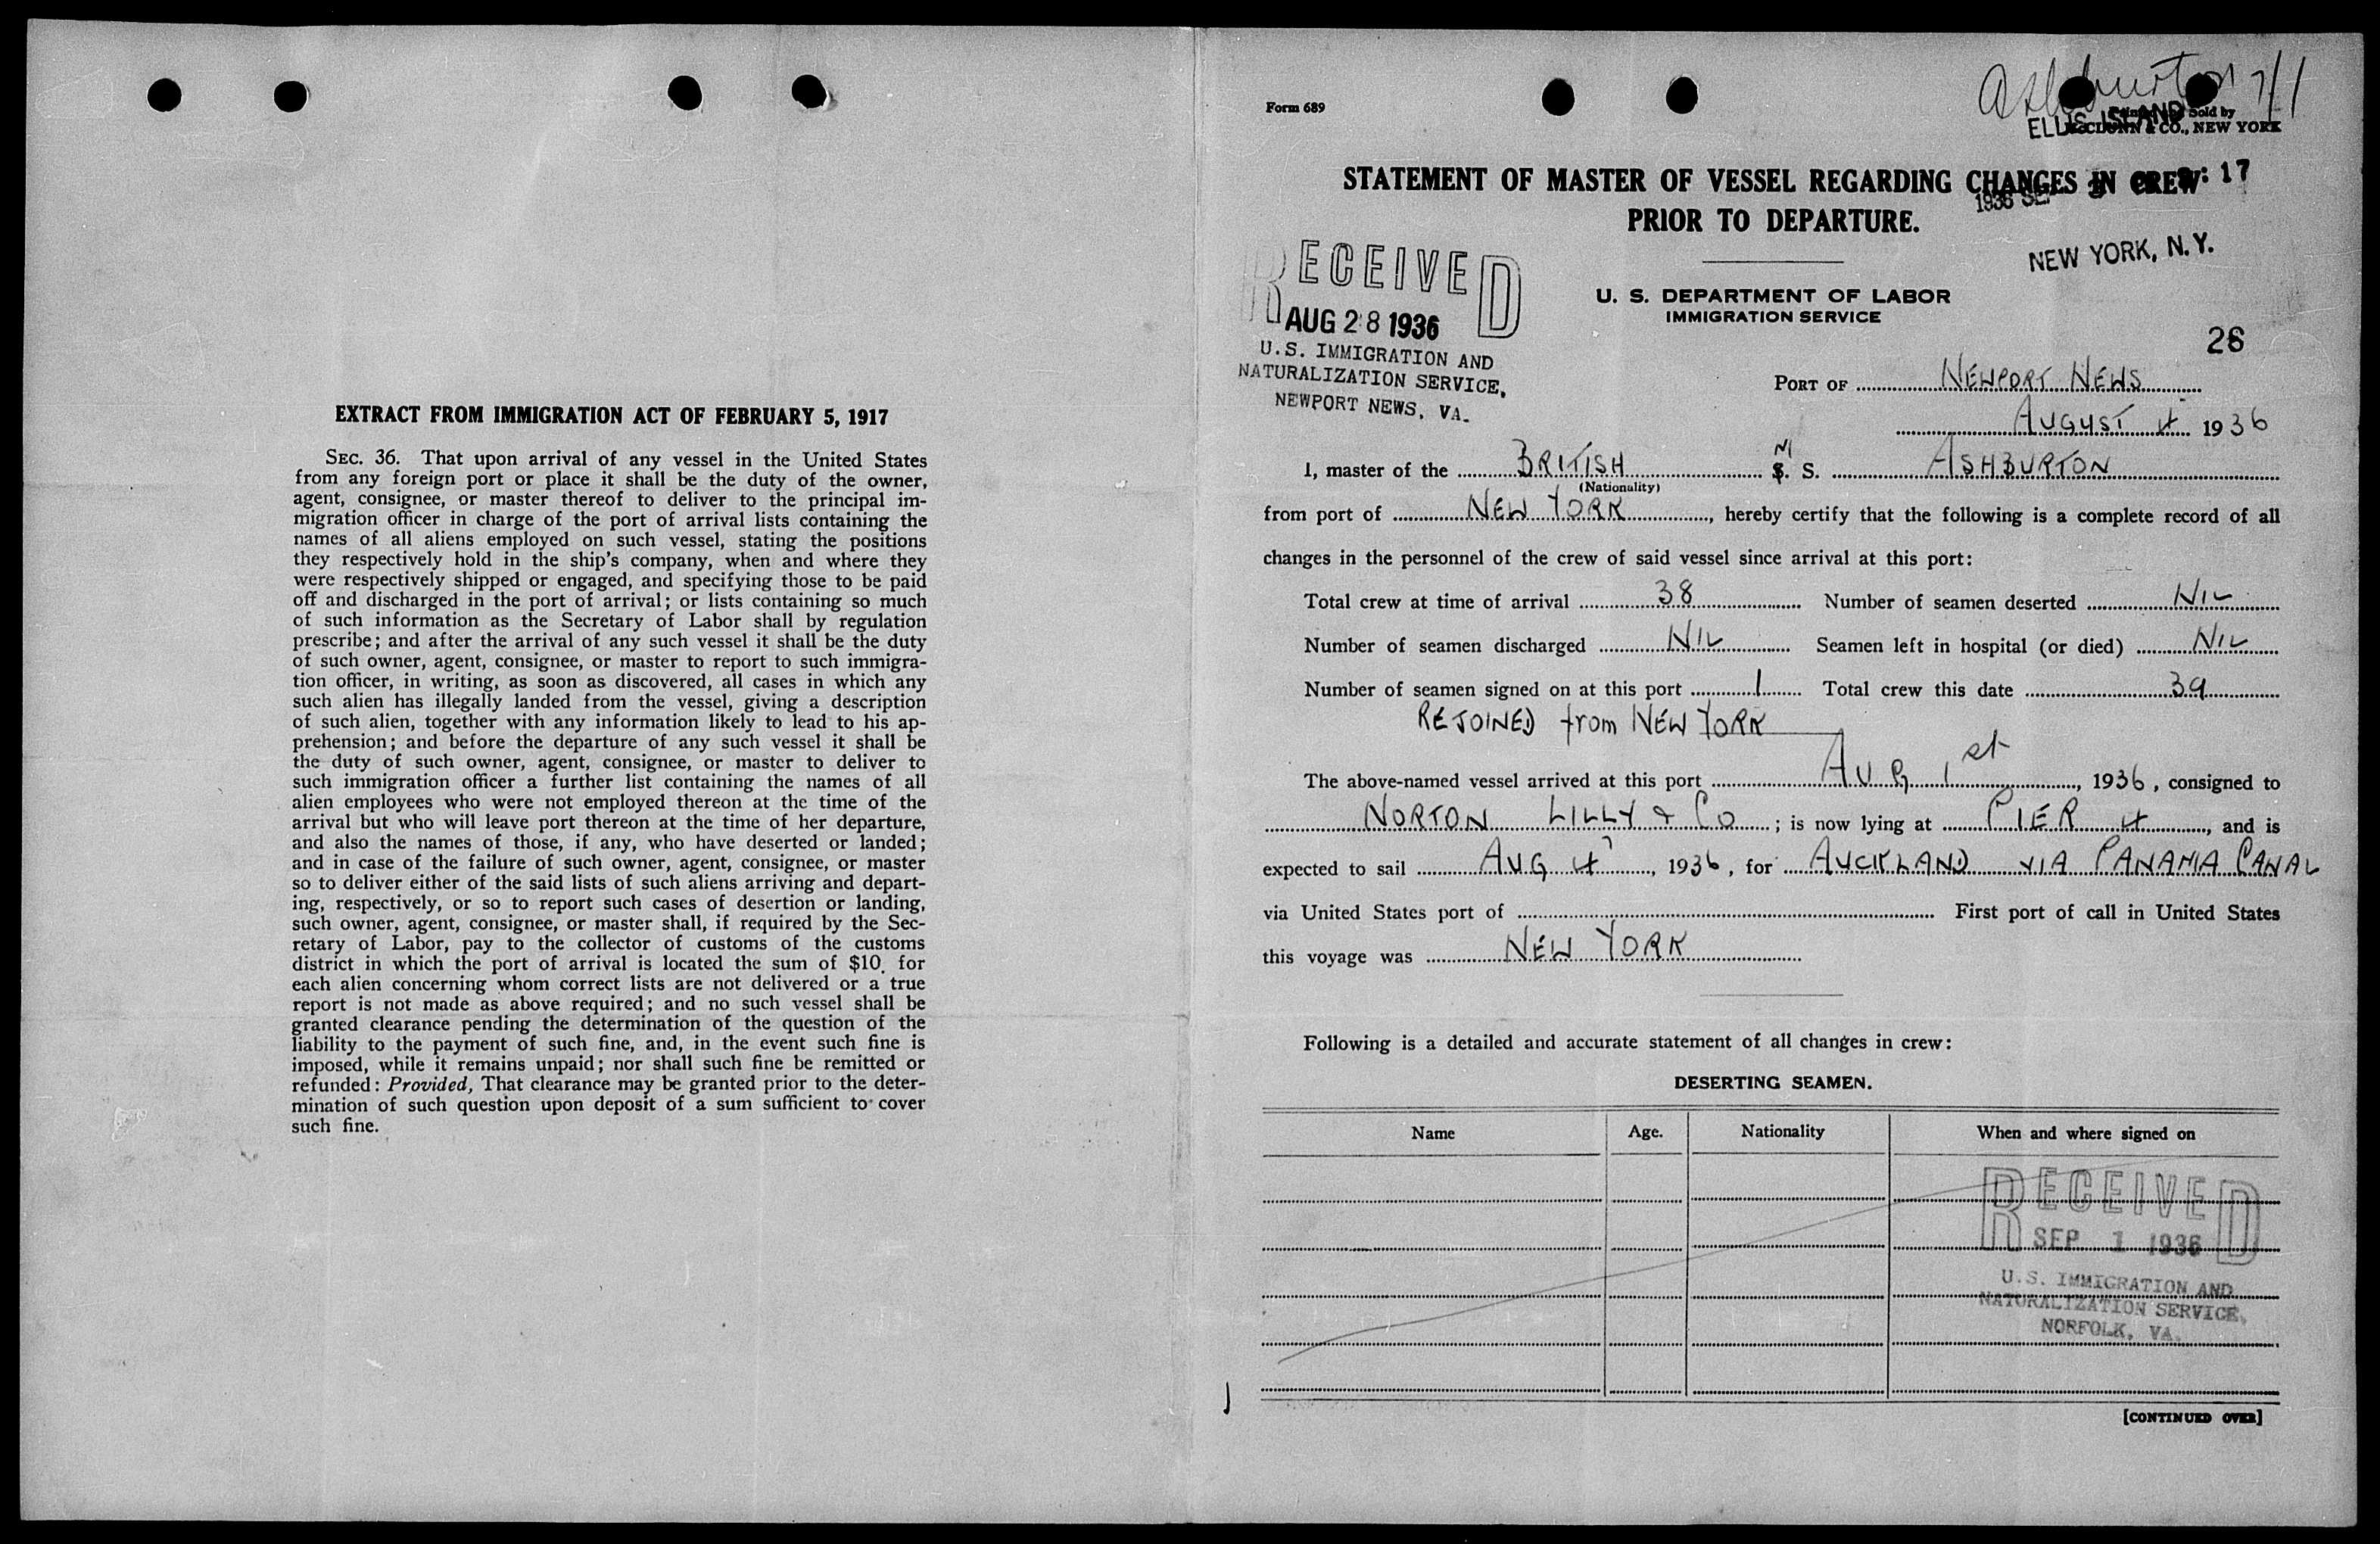 EXTRACT FROM IMMIGRATION ACT OF FEBRUARY 5, 1917
SEC. 36. That upon arrival of any vessel in the United States
from any foreign port or place it shall be the duty of the owner,
agent, consignee, or master thereof to deliver to the principal im-
migration officer in charge of the port of arrival lists containing the
names of all aliens employed on such vessel, stating the positions
they respectively hold in the ship's company, when and where they
were respectively shipped or engaged, and specifying those to be paid
off and discharged in the port of arrival; or lists containing so much
of such information as the Secretary of Labor shall by regulation
prescribe; and after the arrival of any such vessel it shall be the duty
of such owner, agent, consignee, or master to report to such immigra-
tion officer, in writing, as soon as discovered, all cases in which any
such alien has illegally landed from the vessel, giving a description
of such alien, together with any information likely to lead to his ap-
prehension; and before the departure of any such vessel it shall be
the duty of such owner, agent, consignee, or master to deliver to
such immigration officer a further list containing the names of all
alien employees who were not employed thereon at the time of the
arrival but who will leave port thereon at the time of her departure,
and also the names of those, if any, who have deserted or landed;
and in case of the failure of such owner, agent, consignee, or master
so to deliver either of the said lists of such aliens arriving and depart-
ing, respectively, or so to report such cases of desertion or landing,
such owner, agent, consignee, or master shall, if required by the Sec-
retary of Labor, pay to the collector of customs of the customs
district in which the port of arrival is located the sum of $10 for
each alien concerning whom correct lists are not delivered or a true
report is not made as above required; and no such vessel shall be
granted clearance pending the determination of the question of the
liability to the payment of such fine, and, in the event such fine is
imposed, while it remains unpaid; nor shall such fine be remitted or
refunded: Provided, That clearance may be granted prior to the deter-
mination of such question upon deposit of a sum sufficient to cover
such fine.
Ashburton 7/1
Form 689
Sold by
ELLIS ISLAND
& CO., NEW YORK
STATEMENT OF MASTER OF VESSEL REGARDING CHANGES IN CREW
: 17
1936 SEP
PRIOR TO DEPARTURE.
NEW YORK, N.Y.
RECEIVED
AUG 28 1936
U.S. IMMIGRATION AND
NATURALIZATION SERVICE,
NEWPORT NEWS, VA.
U. S. DEPARTMENT OF LABOR
IMMIGRATION SERVICE
26
PORT OF NEWPORT NEWS
AUGUST 4 1936
I, master of the BRITISH M S. S. ASHBURTON
(Nationality)
from port of NEW YORK, hereby certify that the following is a complete record of all
changes in the personnel of the crew of said vessel since arrival at this port:
Total crew at time of arrival 38 Number of seamen deserted NIL
Number of seamen discharged NIL Seamen left in hospital (or died) NIL
Number of seamen signed on at this port 1 Total crew this date 39
REJOINED from NEW YORK
The above-named vessel arrived at this port AUG 1st, 1936, consigned to
NORTON LILLY & Co; is now lying at PIER 4, and is
expected to sail AUG 4, 1936, for AUCKLAND VIA PANAMA CANAL
via United States port of First port of call in United States
this voyage was NEW YORK
Following is a detailed and accurate statement of all changes in crew:
DESERTING SEAMEN.
Name Age. Nationality When and where signed on
RECEIVED
SEP 1 1936
U.S. IMMIGRATION AND
NATURALIZATION SERVICE,
NORFOLK, VA.
[CONTINUED OVER]